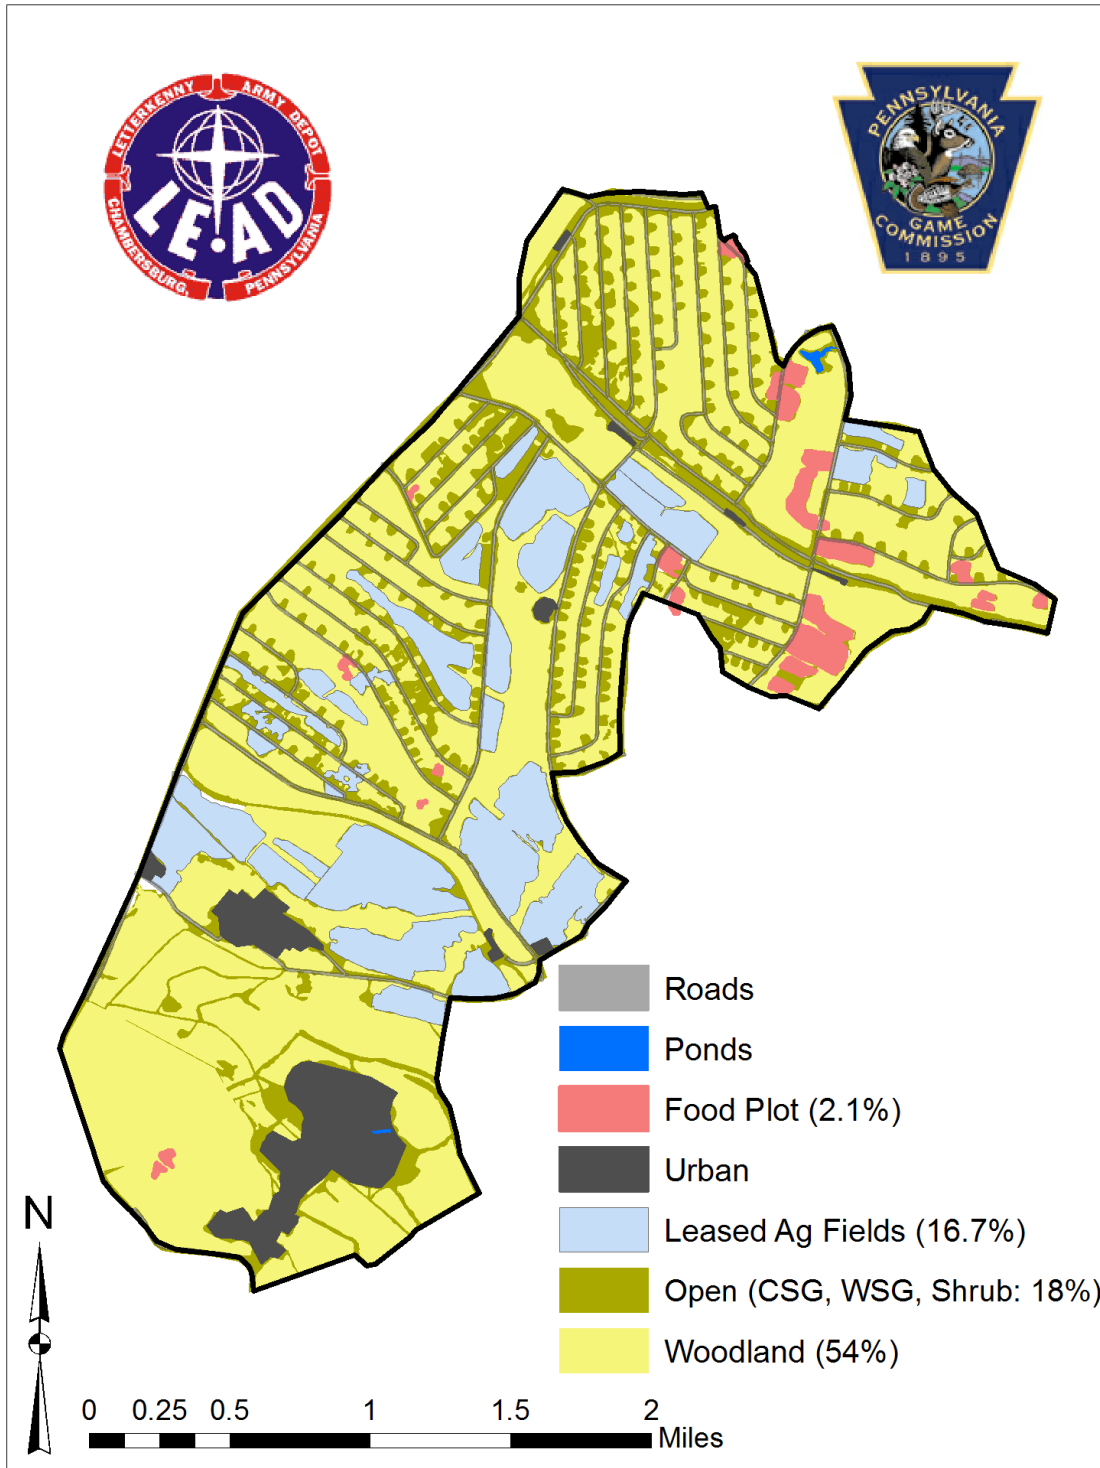 LETTERKENNY ARMY DEPOT
LE•AD
CHAMBERSBURG, PENNSYLVANIA
PENNSYLVANIA
GAME
COMMISSION
1895
Roads
Ponds
Food Plot (2.1%)
Urban
Leased Ag Fields (16.7%)
Open (CSG, WSG, Shrub: 18%)
Woodland (54%)
N
0 0.25 0.5 1 1.5 2
Miles